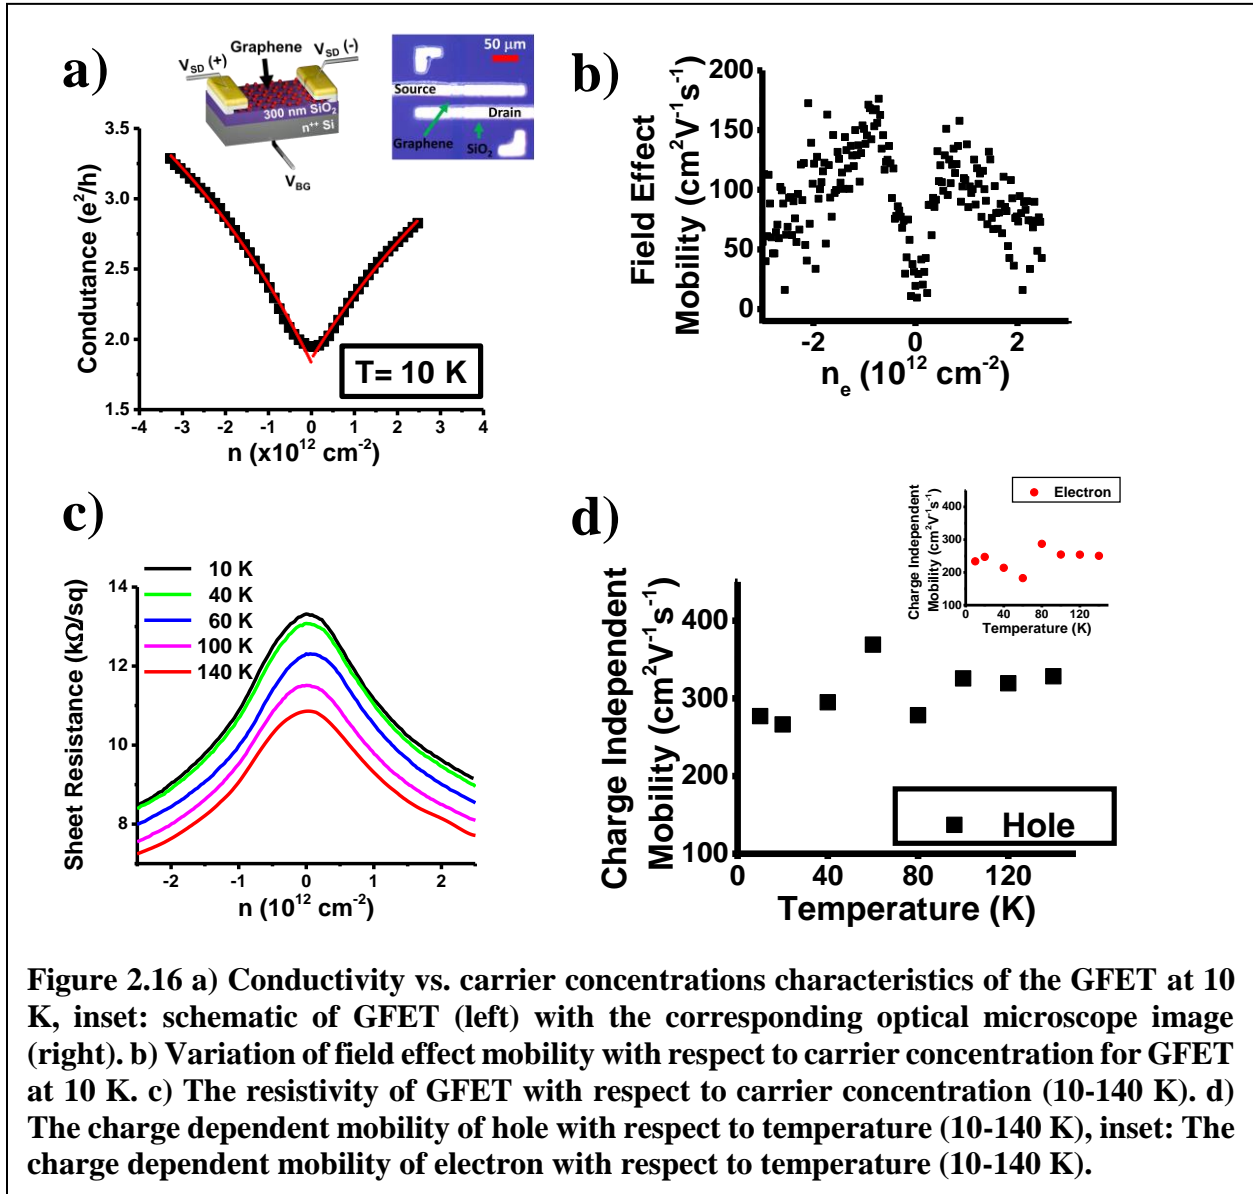 a)
Graphene
V_SD (+)
V_SD (-)
300 nm SiO₂
n⁺⁺ Si
V_BG
50 μm
Source
Drain
Graphene
SiO₂
3.5
3.0
2.5
2.0
1.5
Condutance (e²/h)
T= 10 K
-4 -3 -2 -1 0 1 2 3 4
n (x10¹² cm⁻²)
b)
200
150
100
50
0
Field Effect
Mobility (cm²V⁻¹s⁻¹)
-2 0 2
n_e (10¹² cm⁻²)
c)
10 K
40 K
60 K
100 K
140 K
14
12
10
8
Sheet Resistance (kΩ/sq)
-2 -1 0 1 2
n (10¹² cm⁻²)
d)
Electron
400
300
200
100
Charge Independent
Mobility (cm²V⁻¹s⁻¹)
40 80 120
Temperature (K)
400
300
200
100
Charge Independent
Mobility (cm²V⁻¹s⁻¹)
Hole
0 40 80 120
Temperature (K)
Figure 2.16 a) Conductivity vs. carrier concentrations characteristics of the GFET at 10
K, inset: schematic of GFET (left) with the corresponding optical microscope image
(right). b) Variation of field effect mobility with respect to carrier concentration for GFET
at 10 K. c) The resistivity of GFET with respect to carrier concentration (10-140 K). d)
The charge dependent mobility of hole with respect to temperature (10-140 K), inset: The
charge dependent mobility of electron with respect to temperature (10-140 K).